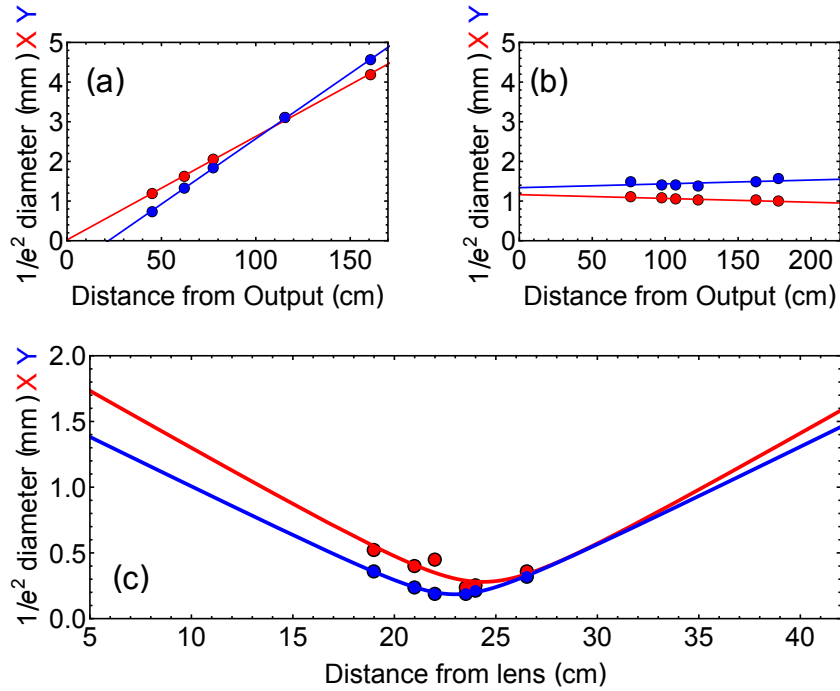 (a)
1/e² diameter (mm) X Y
5
4
3
2
1
0
0 50 100 150
Distance from Output (cm)
(b)
1/e² diameter (mm) X Y
5
4
3
2
1
0
0 50 100 150 200
Distance from Output (cm)
(c)
1/e² diameter (mm) X Y
2.0
1.5
1.0
0.5
0.0
5 10 15 20 25 30 35 40
Distance from lens (cm)